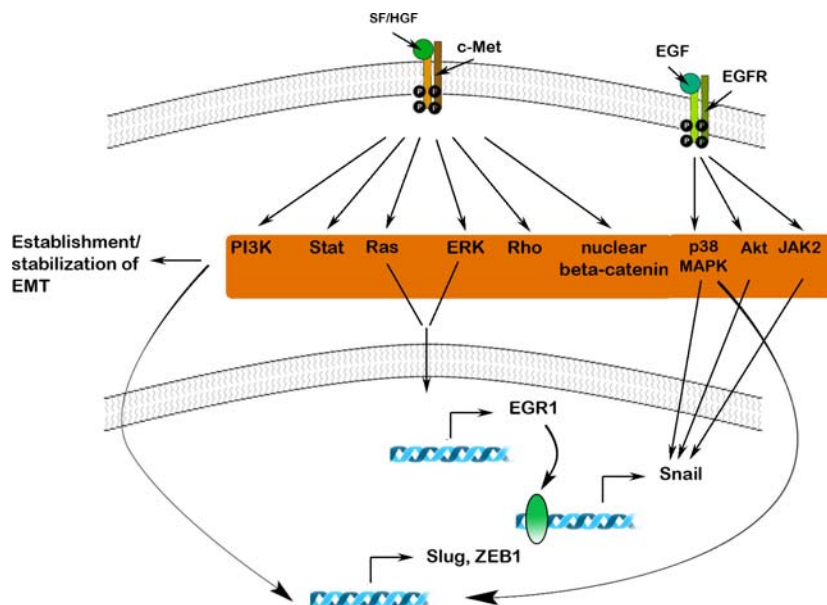 SF/HGF
c-Met
EGF
EGFR
P P
P P
P P
P P
Establishment/
stabilization of
EMT
PI3K
Stat
Ras
ERK
Rho
nuclear
beta-catenin
p38
MAPK
Akt
JAK2
EGR1
Snail
Slug, ZEB1